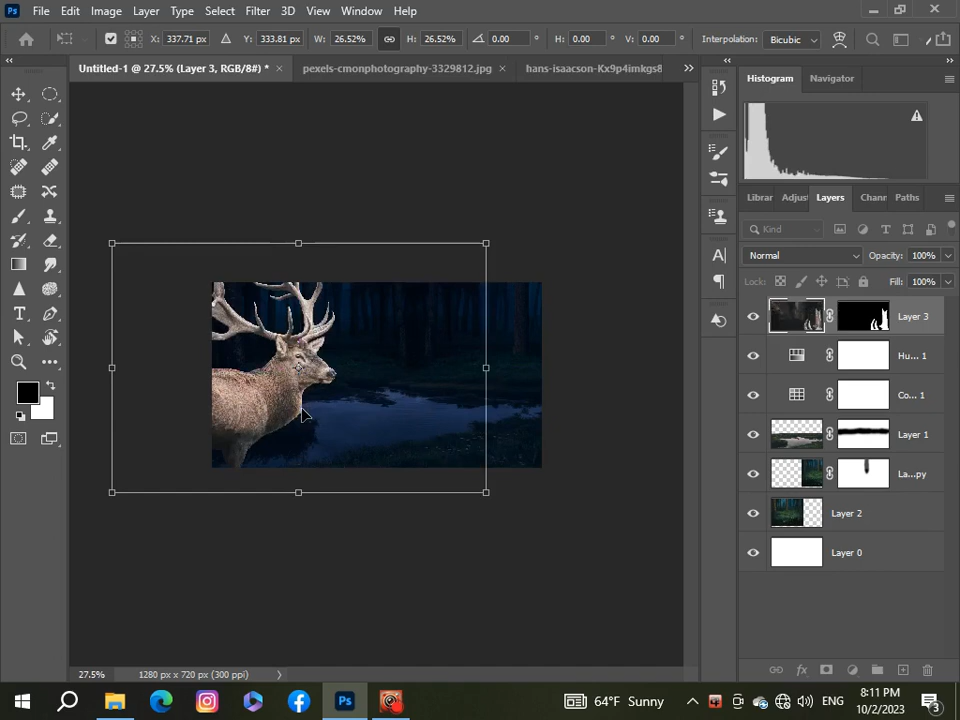 Ps File Edit Image Layer Type Select Filter 3D View Window Help
X: 337.71 px Y: 333.81 px W: 26.52% H: 26.52% 0.00 ° H: 0.00 ° V: 0.00 ° Interpolation: Bicubic
Untitled-1 @ 27.5% (Layer 3, RGB/8#) * × pexels-cmonphotography-3329812.jpg × hans-isaacson-Kx9p4imkgs8
Histogram Navigator
Librar Adjus Layers Chann Paths
Kind
Normal Opacity: 100%
Lock: Fill: 100%
Layer 3
Hu... 1
Co... 1
Layer 1
La...py
Layer 2
Layer 0
27.5% 1280 px x 720 px (300 ppi)
Ps 64°F Sunny ENG 8:11 PM
10/2/2023 3